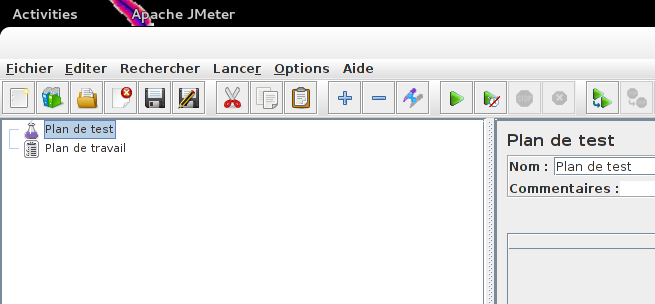 Activities Apache JMeter
Fichier Editer Rechercher Lancer Options Aide
Plan de test
Plan de travail
Plan de test
Nom : Plan de test
Commentaires :